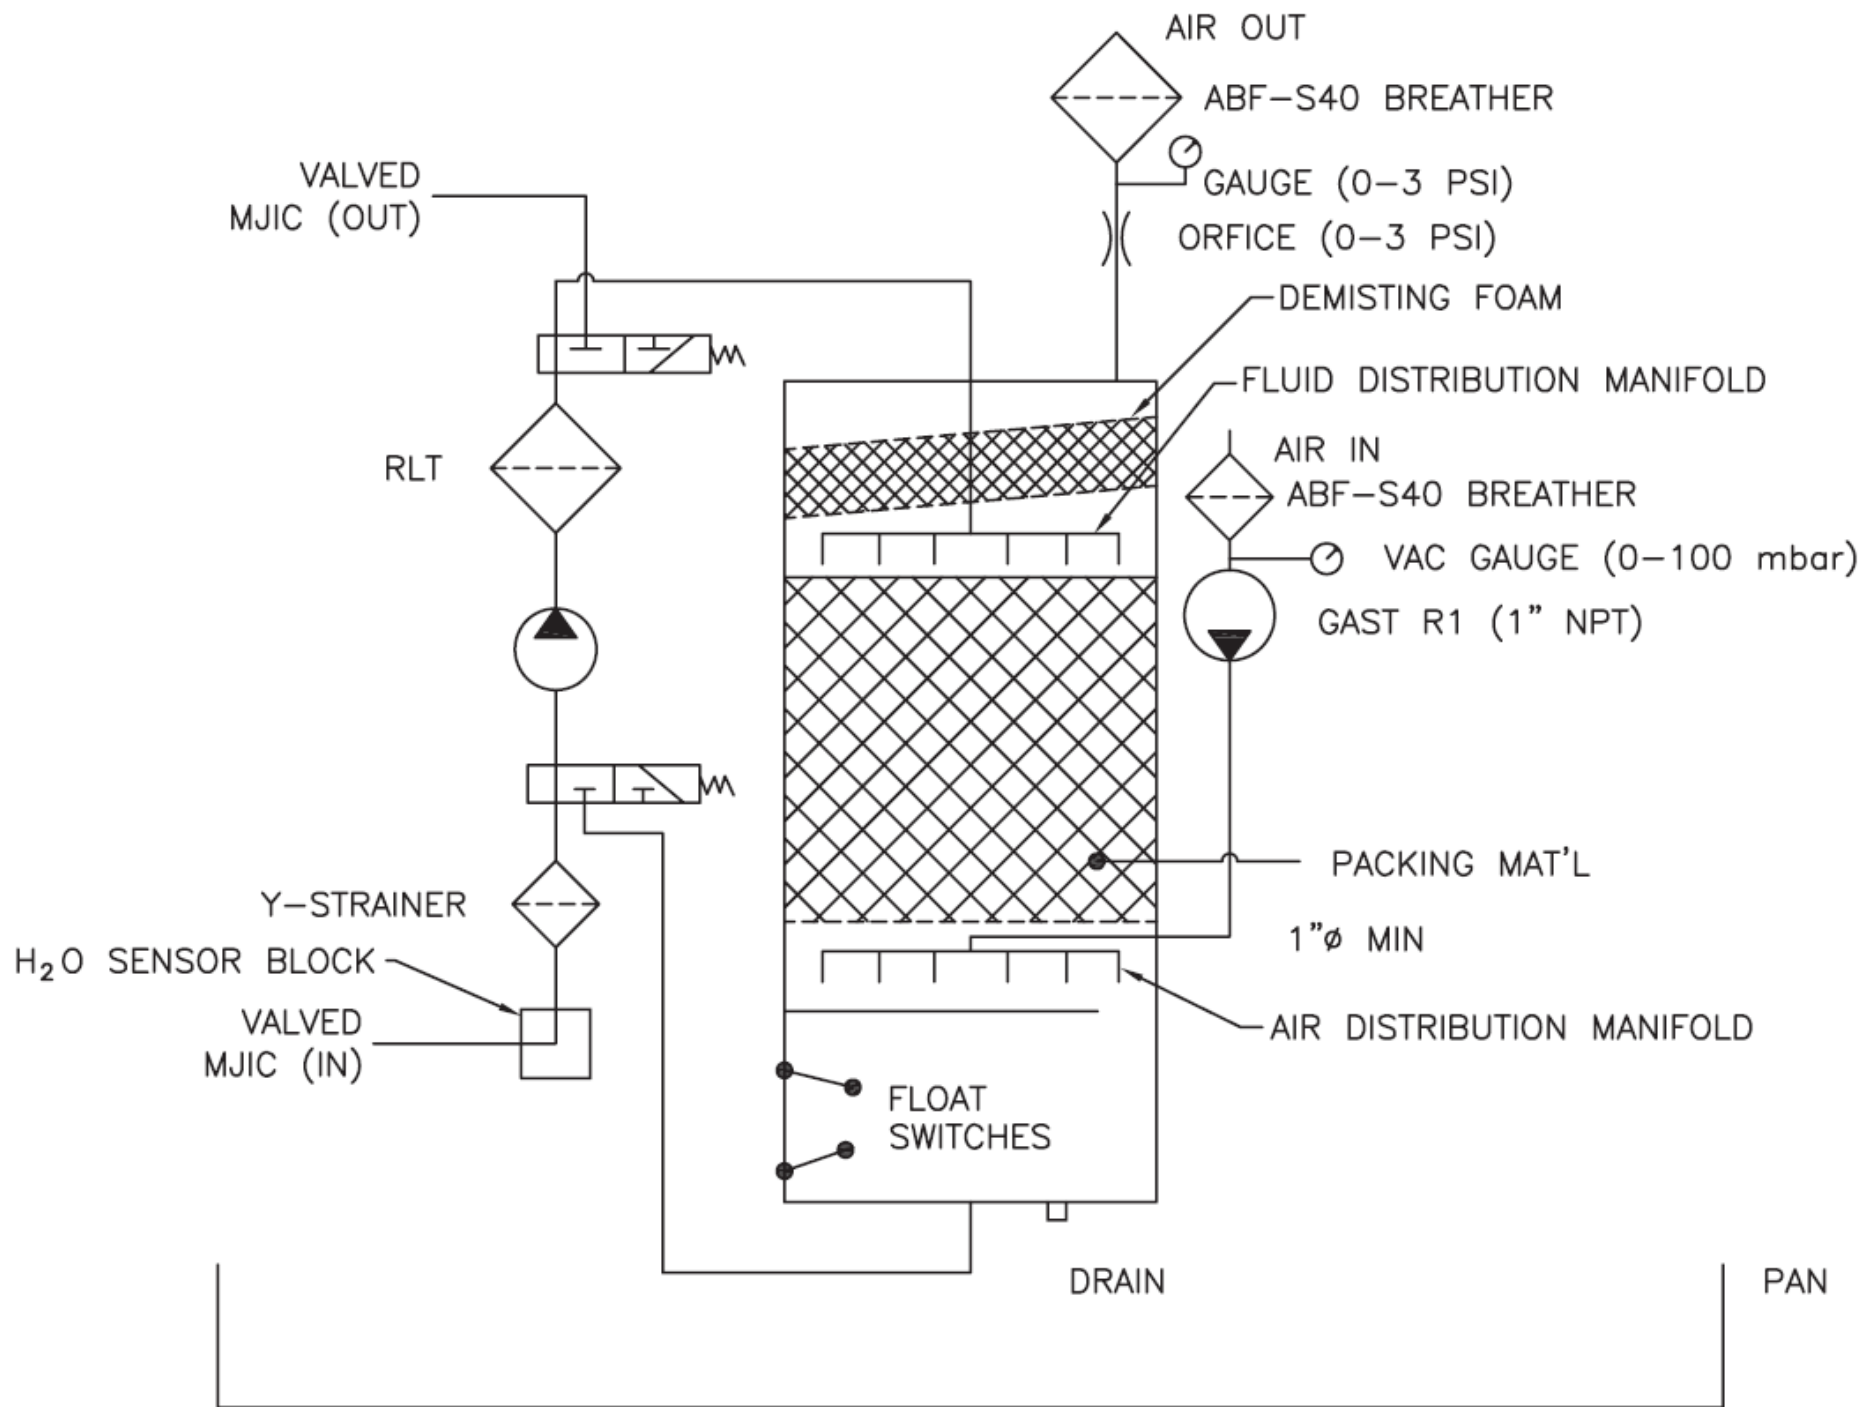 AIR OUT
ABF-S40 BREATHER
GAUGE (0-3 PSI)
ORFICE (0-3 PSI)
VALVED
MJIC (OUT)
DEMISTING FOAM
FLUID DISTRIBUTION MANIFOLD
AIR IN
ABF-S40 BREATHER
RLT
VAC GAUGE (0-100 mbar)
GAST R1 (1" NPT)
PACKING MAT'L
Y-STRAINER
1"ø MIN
H₂O SENSOR BLOCK
VALVED
MJIC (IN)
AIR DISTRIBUTION MANIFOLD
FLOAT
SWITCHES
DRAIN
PAN